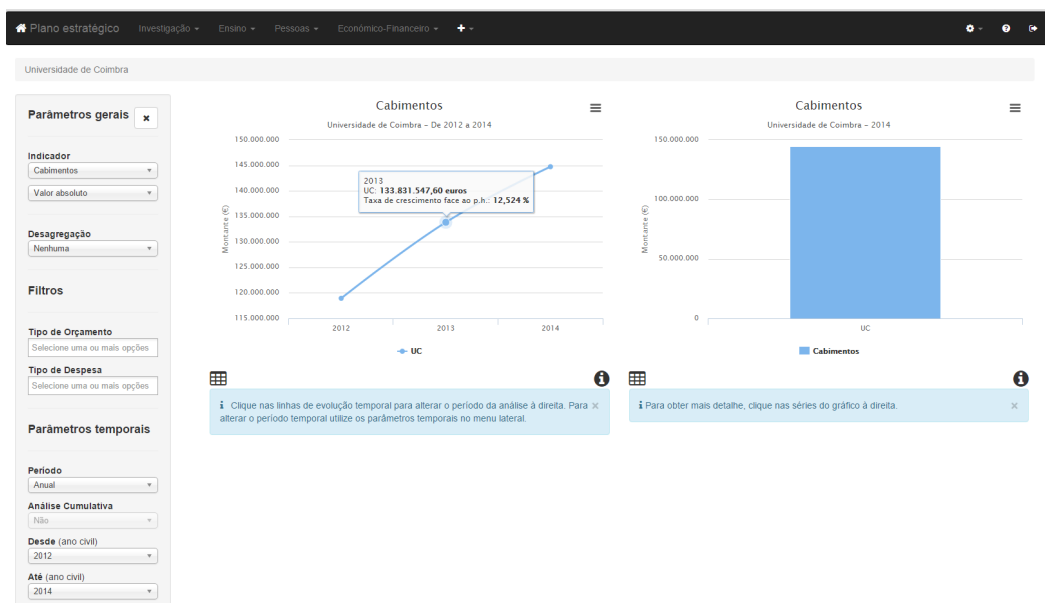 Plano estratégico Investigação Ensino Pessoas Económico-Financeiro
Universidade de Coimbra
Parâmetros gerais
Indicador
Cabimentos
Valor absoluto
Desagregação
Nenhuma
Filtros
Tipo de Orçamento
Selecione uma ou mais opções
Tipo de Despesa
Selecione uma ou mais opções
Parâmetros temporais
Período
Anual
Análise Cumulativa
Não
Desde (ano civil)
2012
Até (ano civil)
2014
Cabimentos
Universidade de Coimbra - De 2012 a 2014
Montante (€)
150.000.000
145.000.000
140.000.000
135.000.000
130.000.000
125.000.000
120.000.000
115.000.000
2013
UC: 133.831.547,60 euros
Taxa de crescimento face ao p.h.: 12,524 %
2012 2013 2014
UC
i Clique nas linhas de evolução temporal para alterar o período da análise à direita. Para ×
alterar o período temporal utilize os parâmetros temporais no menu lateral.
Cabimentos
Universidade de Coimbra - 2014
Montante (€)
150.000.000
100.000.000
50.000.000
0
UC
Cabimentos
i Para obter mais detalhe, clique nas séries do gráfico à direita. ×